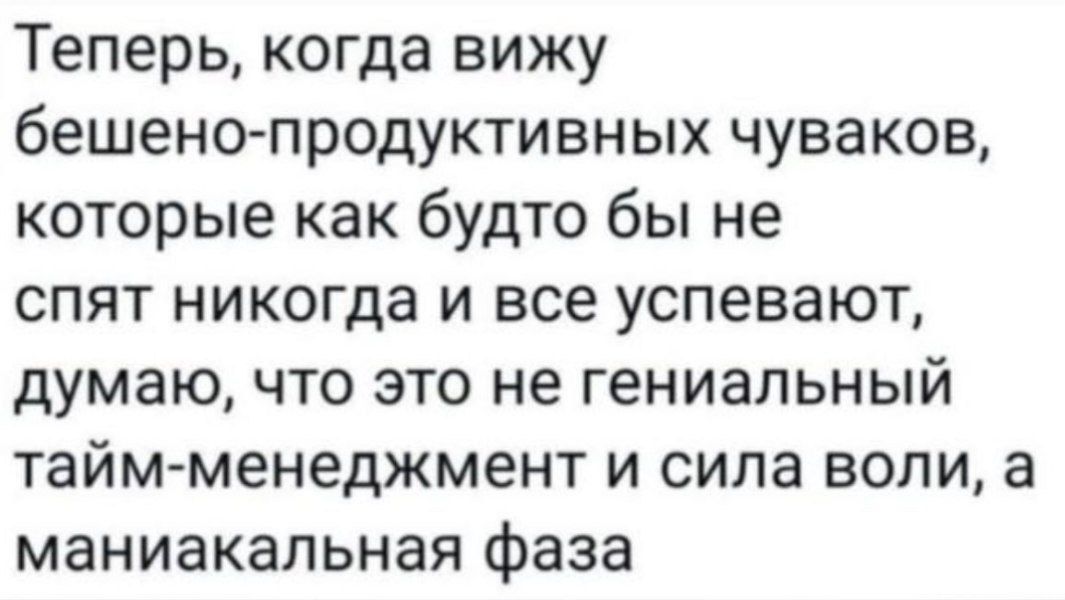 Теперь, когда вижу
бешено-продуктивных чуваков,
которые как будто бы не
спят никогда и все успевают,
думаю, что это не гениальный
тайм-менеджмент и сила воли, а
маниакальная фаза